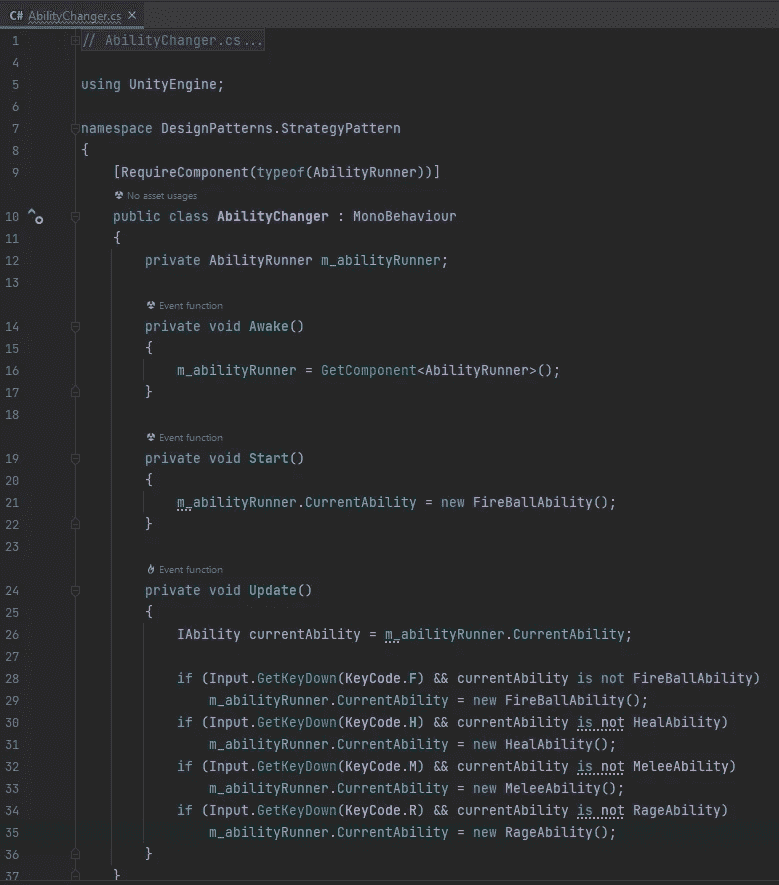 C# AbilityChanger.cs ×
1 // AbilityChanger.cs...
4
5 using UnityEngine;
6
7 namespace DesignPatterns.StrategyPattern
8 {
9 [RequireComponent(typeof(AbilityRunner))]
No asset usages
10 public class AbilityChanger : MonoBehaviour
11 {
12 private AbilityRunner m_abilityRunner;
13
Event function
14 private void Awake()
15 {
16 m_abilityRunner = GetComponent<AbilityRunner>();
17 }
18
Event function
19 private void Start()
20 {
21 m_abilityRunner.CurrentAbility = new FireBallAbility();
22 }
23
Event function
24 private void Update()
25 {
26 IAbility currentAbility = m_abilityRunner.CurrentAbility;
27
28 if (Input.GetKeyDown(KeyCode.F) && currentAbility is not FireBallAbility)
29 m_abilityRunner.CurrentAbility = new FireBallAbility();
30 if (Input.GetKeyDown(KeyCode.H) && currentAbility is not HealAbility)
31 m_abilityRunner.CurrentAbility = new HealAbility();
32 if (Input.GetKeyDown(KeyCode.M) && currentAbility is not MeleeAbility)
33 m_abilityRunner.CurrentAbility = new MeleeAbility();
34 if (Input.GetKeyDown(KeyCode.R) && currentAbility is not RageAbility)
35 m_abilityRunner.CurrentAbility = new RageAbility();
36 }
37 }